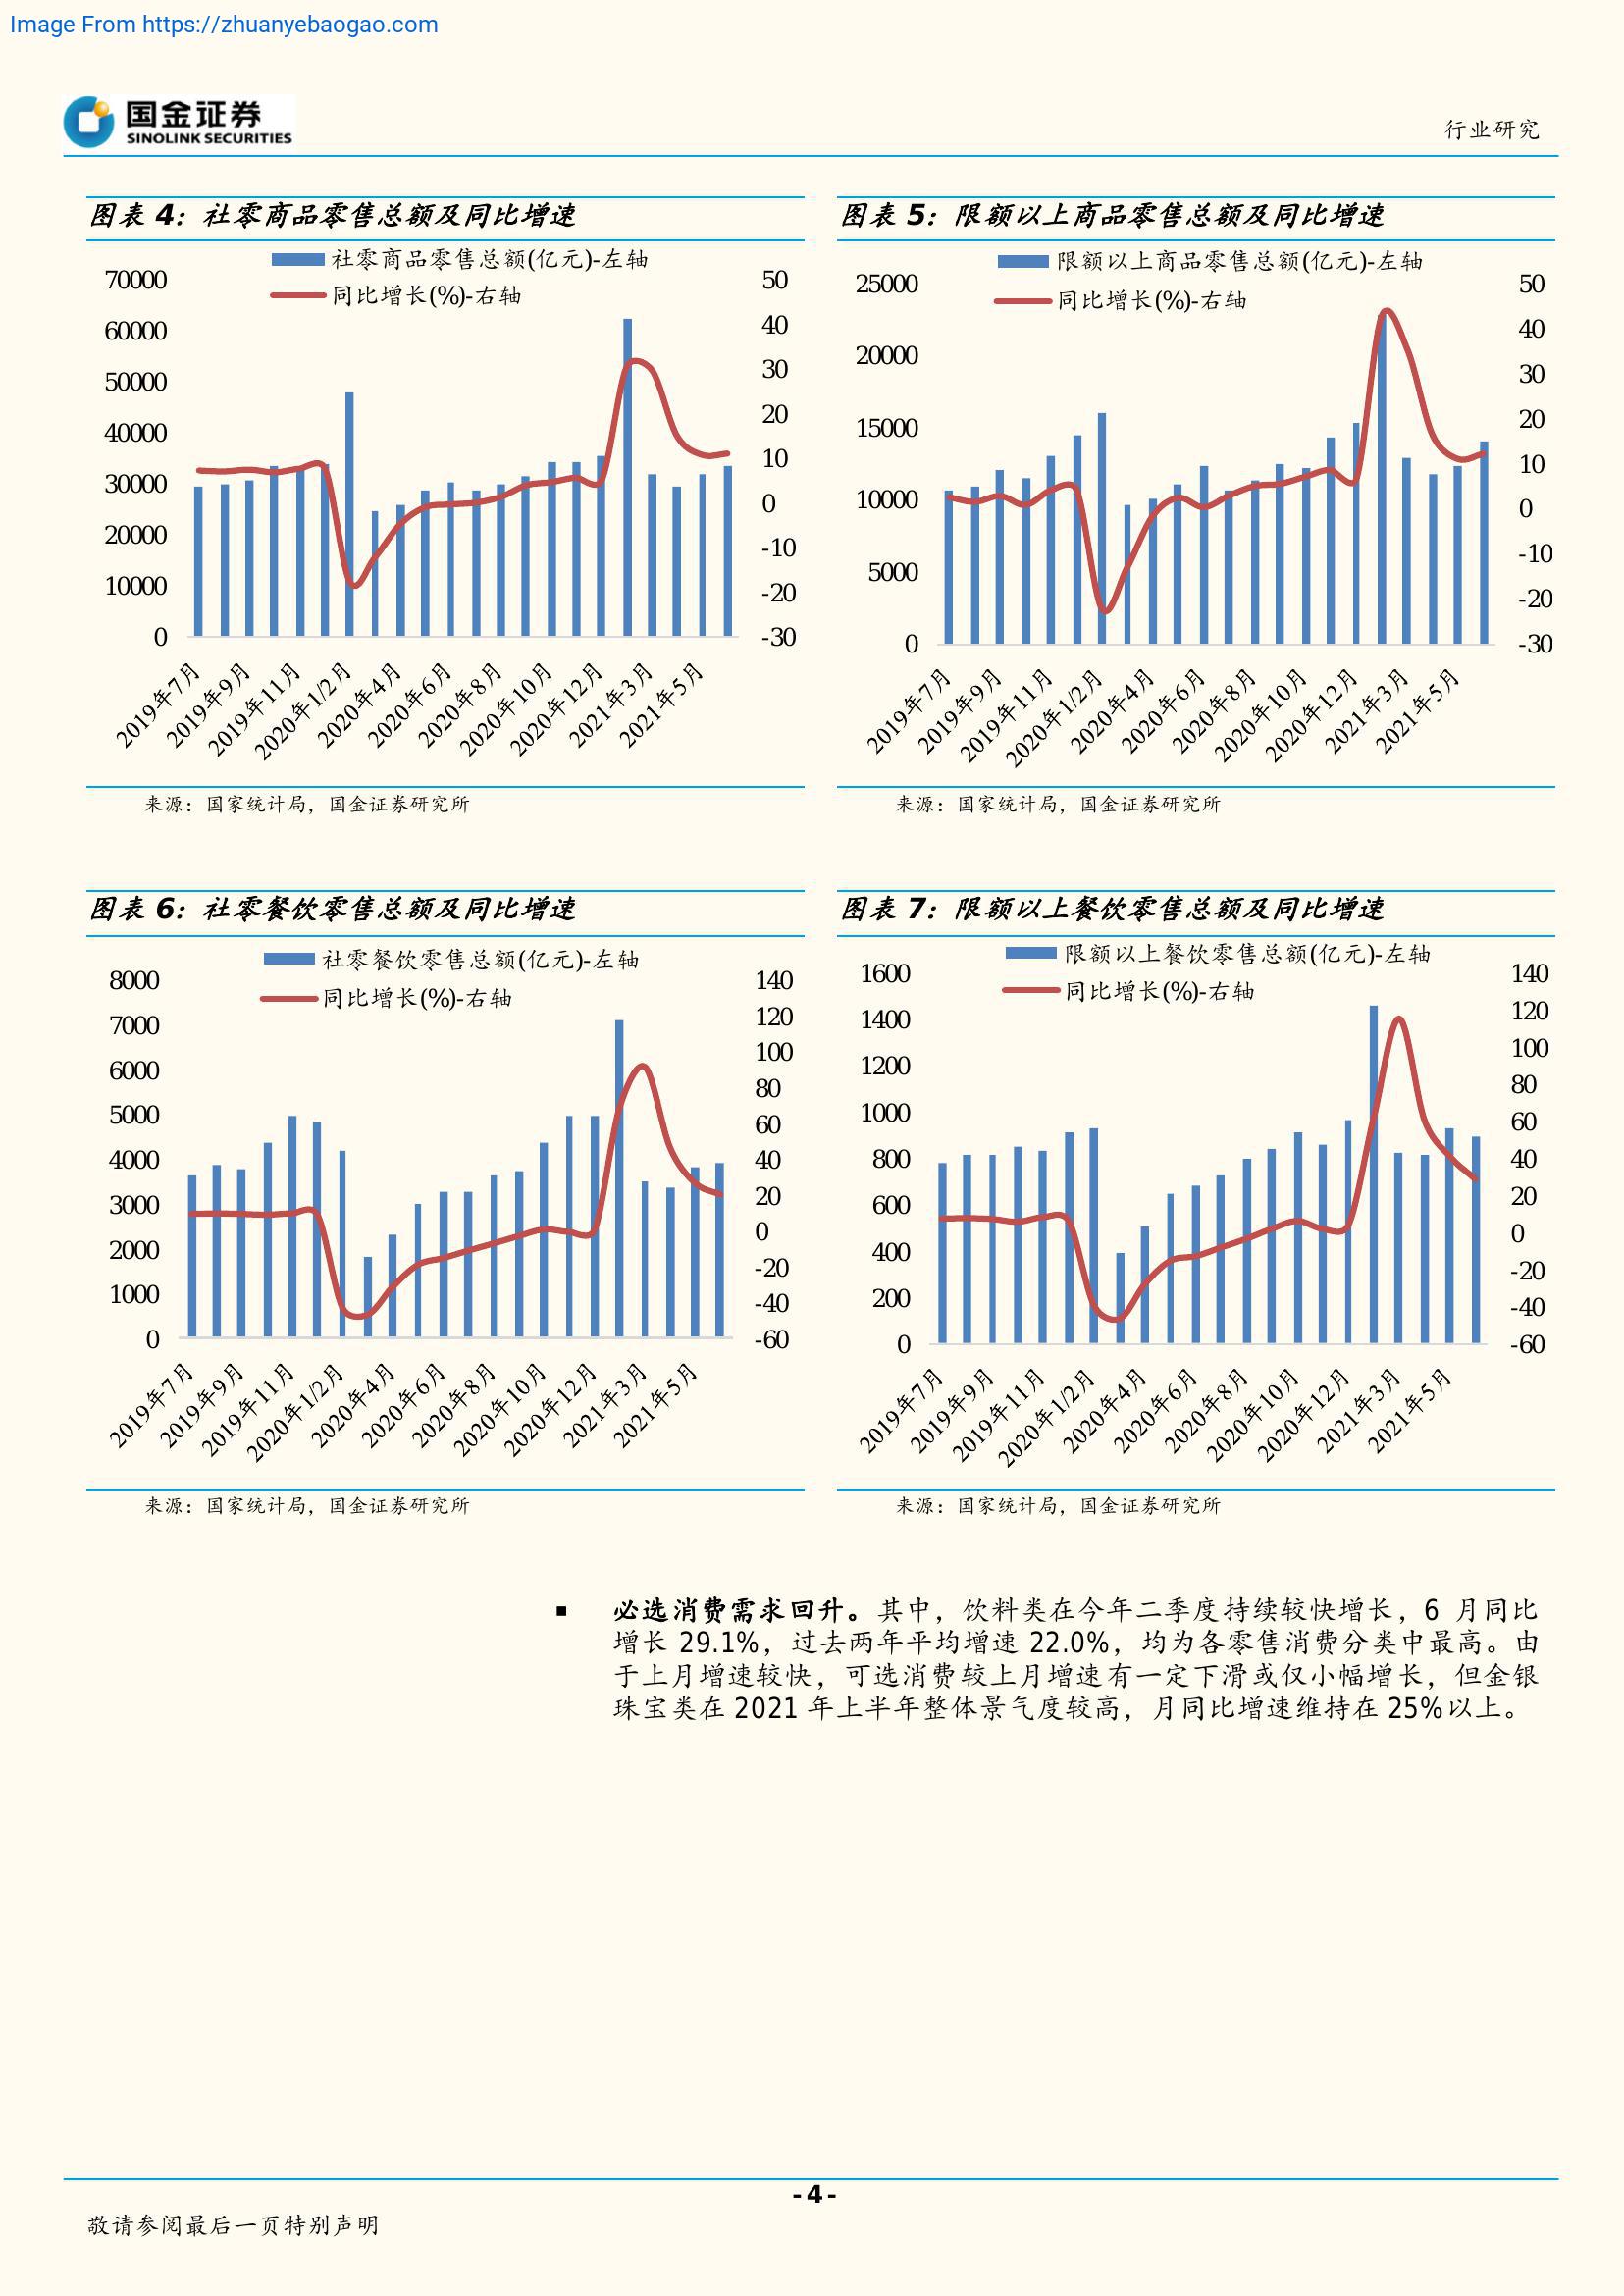 Image From https://zhuanyebaogao.com
国金证券
SINOLINK SECURITIES
行业研究
图表 4：社零商品零售总额及同比增速
社零商品零售总额(亿元)-左轴
同比增长(%)-右轴
70000
60000
50000
40000
30000
20000
10000
0
50
40
30
20
10
0
-10
-20
-30
2019年7月
2019年9月
2019年11月
2020年1/2月
2020年4月
2020年6月
2020年8月
2020年10月
2020年12月
2021年3月
2021年5月
来源：国家统计局，国金证券研究所
图表 5：限额以上商品零售总额及同比增速
限额以上商品零售总额(亿元)-左轴
同比增长(%)-右轴
25000
20000
15000
10000
5000
0
50
40
30
20
10
0
-10
-20
-30
2019年7月
2019年9月
2019年11月
2020年1/2月
2020年4月
2020年6月
2020年8月
2020年10月
2020年12月
2021年3月
2021年5月
来源：国家统计局，国金证券研究所
图表 6：社零餐饮零售总额及同比增速
社零餐饮零售总额(亿元)-左轴
同比增长(%)-右轴
8000
7000
6000
5000
4000
3000
2000
1000
0
140
120
100
80
60
40
20
0
-20
-40
-60
2019年7月
2019年9月
2019年11月
2020年1/2月
2020年4月
2020年6月
2020年8月
2020年10月
2020年12月
2021年3月
2021年5月
来源：国家统计局，国金证券研究所
图表 7：限额以上餐饮零售总额及同比增速
限额以上餐饮零售总额(亿元)-左轴
同比增长(%)-右轴
1600
1400
1200
1000
800
600
400
200
0
140
120
100
80
60
40
20
0
-20
-40
-60
2019年7月
2019年9月
2019年11月
2020年1/2月
2020年4月
2020年6月
2020年8月
2020年10月
2020年12月
2021年3月
2021年5月
来源：国家统计局，国金证券研究所
■ 必选消费需求回升。其中，饮料类在今年二季度持续较快增长，6 月同比
增长 29.1%，过去两年平均增速 22.0%，均为各零售消费分类中最高。由
于上月增速较快，可选消费较上月增速有一定下滑或仅小幅增长，但金银
珠宝类在 2021 年上半年整体景气度较高，月同比增速维持在 25%以上。
- 4 -
敬请参阅最后一页特别声明